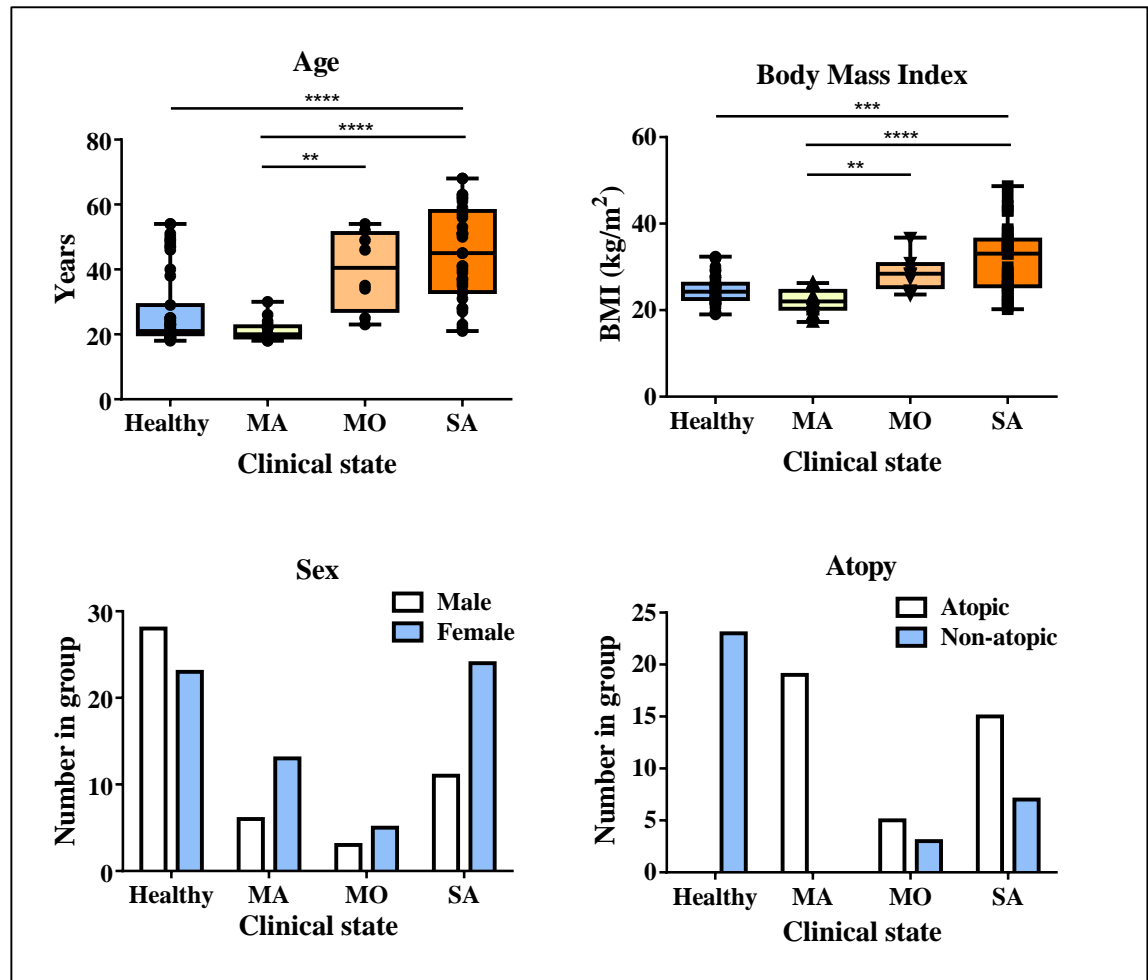 Age
****
****
**
80
60
40
20
0
Years
Healthy MA MO SA
Clinical state
Body Mass Index
***
****
**
60
40
20
0
BMI (kg/m²)
Healthy MA MO SA
Clinical state
Sex
Male
Female
30
20
10
0
Number in group
Healthy MA MO SA
Clinical state
Atopy
Atopic
Non-atopic
25
20
15
10
5
0
Number in group
Healthy MA MO SA
Clinical state